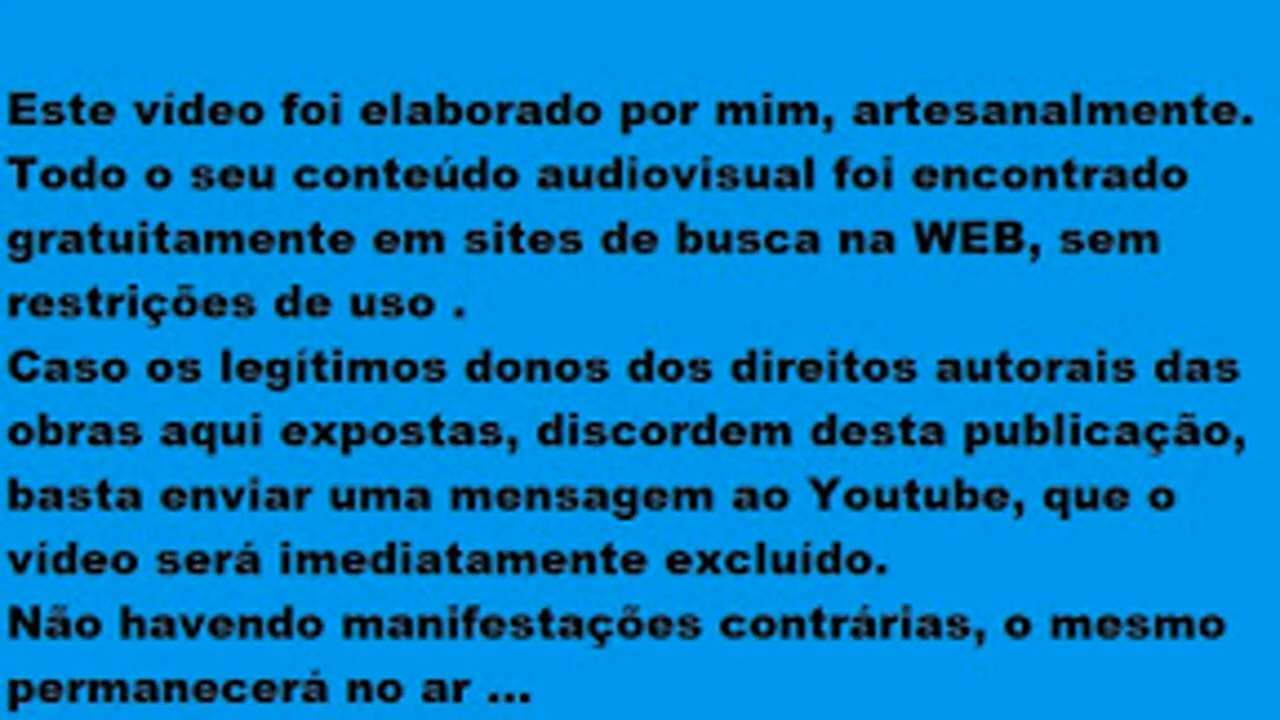 Este vídeo foi elaborado por mim, artesanalmente.
Todo o seu conteúdo audiovisual foi encontrado
gratuitamente em sites de busca na WEB, sem
restrições de uso .
Caso os legítimos donos dos direitos autorais das
obras aqui expostas, discordem desta publicação,
basta enviar uma mensagem ao Youtube, que o
vídeo será imediatamente excluído.
Não havendo manifestações contrárias, o mesmo
permanecerá no ar ...